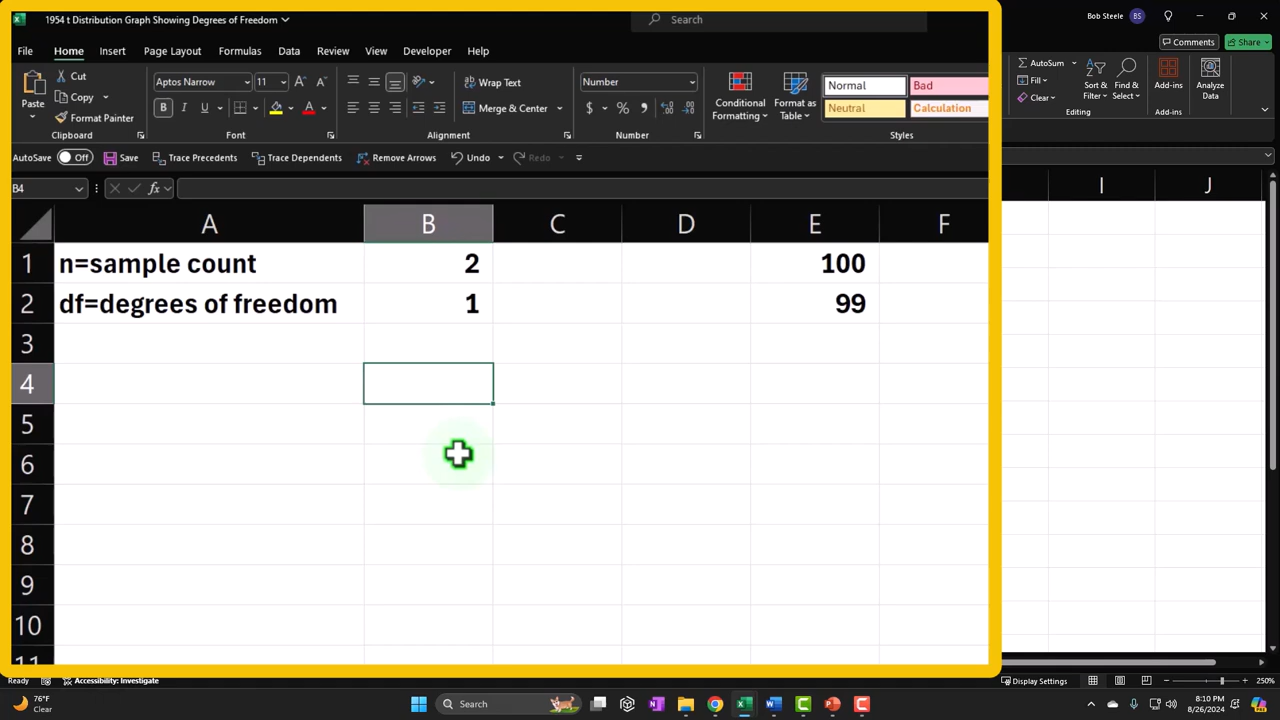 1954 t Distribution Graph Showing Degrees of Freedom
Search
Bob Steele BS
File Home Insert Page Layout Formulas Data Review View Developer Help
Comments Share
Paste
Cut
Copy
Format Painter
Clipboard
Aptos Narrow 11 A A
B I U A
Font
Wrap Text
Merge & Center
Alignment
Number
$ % ,
Number
Conditional Formatting
Format as Table
Normal Bad
Neutral Calculation
Styles
AutoSum
Fill
Clear
Sort & Filter
Find & Select
Editing
Add-ins
Add-ins
Analyze Data
AutoSave Off Save Trace Precedents Trace Dependents Remove Arrows Undo Redo
B4 fx
A B C D E F I J
1 n=sample count 2 100
2 df=degrees of freedom 1 99
3
4
5
6
7
8
9
10
11
Ready Accessibility: Investigate Display Settings 250%
76°F
Clear
Search
8:10 PM
8/26/2024